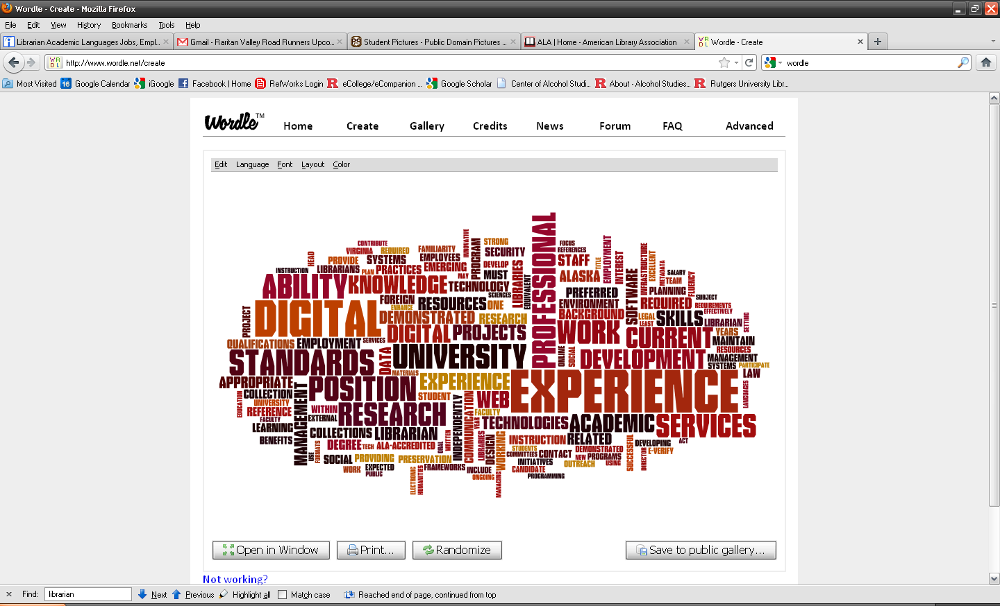 Wordle - Create - Mozilla Firefox
File Edit View History Bookmarks Tools Help
Librarian Academic Languages Jobs, Empl... Gmail - Raritan Valley Road Runners Upco... Student Pictures - Public Domain Pictures ... ALA | Home - American Library Association Wordle - Create
http://www.wordle.net/create wordle
Most Visited Google Calendar iGoogle Facebook | Home RefWorks Login eCollege/eCompanion ... Google Scholar Center of Alcohol Studi... About - Alcohol Studies... Rutgers University Libr...
Wordle™ Home Create Gallery Credits News Forum FAQ Advanced
Edit Language Font Layout Color
PROFESSIONAL
INNOVATIVE
CONTRIBUTE
STRONG
FOCUS
REFERENCES
VIRGINIA REQUIRED FAMILIARITY PROGRAM SECURITY
EMPLOYMENT
INTEREST
INFRASTRUCTURE
EXCELLENT
HEAD PROVIDE SYSTEMS EMPLOYEES STAFF TITLE
INSTRUCTION LIBRARIANS PLAN PRACTICES EMERGING DEVELOP METADATA SALARY
MAY MUST LIBRARIES EQUIVALENT ALASKA SOFTWARE TEAM FLUENCY
ABILITY KNOWLEDGE TECHNOLOGY SCIENCES PREFERRED PLANNING SUBJECT
FOREIGN ENHANCE RESOURCES ONE ENVIRONMENT REQUIRED REQUIREMENTS
PROJECT DIGITAL DEMONSTRATED RESEARCH BACKGROUND LEGAL LEAST SKILLS EFFECTIVELY
LIBRARIAN SETTING
DIGITAL PROJECTS WORK CURRENT YEARS
QUALIFICATIONS EMPLOYMENT SERVICES MAINTAIN
STANDARDS DATA UNIVERSITY ONLINE SOCIAL DEVELOPMENT RESOURCES
MANAGEMENT
SYSTEMS PARTICIPATE
MATERIALS LAW
APPROPRIATE POSITION EXPERIENCE EXPERIENCE LANGUAGES
EDUCATION COLLECTION MANAGEMENT STUDENT WEB
UNIVERSITY
REFERENCE WITHIN RESEARCH INDEPENDENTLY COMMUNICATION FACULTY
FACULTY EXTERNAL YEAR TECHNOLOGIES ACADEMIC SERVICES
LEARNING COLLECTIONS LIBRARIAN
BENEFITS DEGREE TECH ALA-ACCREDITED ORAL WRITTEN LIBRARIES DESIGN WORKING INSTRUCTION RELATED SUCCESSFUL DEVELOPING ACT
USE FORMATS SOCIAL PROVIDING PRESERVATION STUDENTS COMMITTEES CONTACT DEMONSTRATED DIRECTOR E-VERIFY
NEW PROGRAMS
WORK EXPECTED FRAMEWORKS INCLUDE INITIATIVES OUTREACH USING
PUBLIC ELECTRONIC HUMANITIES ONGOING MANAGING CANDIDATE
PROGRAMMING
Open in Window Print... Randomize Save to public gallery...
Not working?
Find: librarian Next Previous Highlight all Match case Reached end of page, continued from top